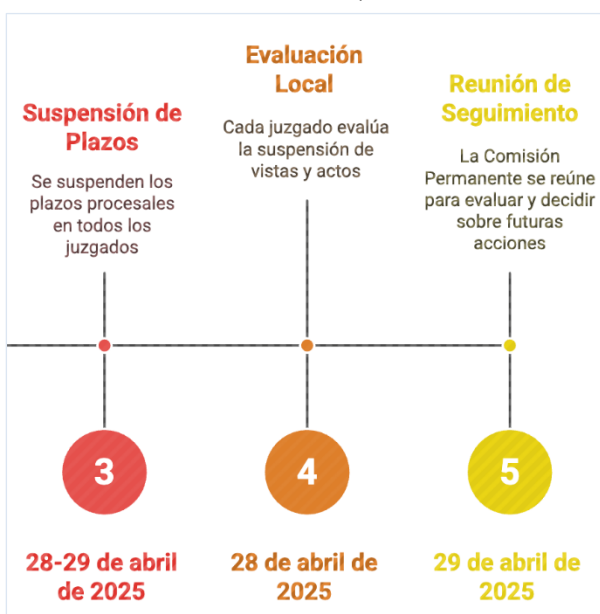 Suspensión de
Plazos
Se suspenden los
plazos procesales
en todos los
juzgados
3
28-29 de abril
de 2025
Evaluación
Local
Cada juzgado evalúa
la suspensión de
vistas y actos
4
28 de abril de
2025
Reunión de
Seguimiento
La Comisión
Permanente se reúne
para evaluar y decidir
sobre futuras
acciones
5
29 de abril de
2025